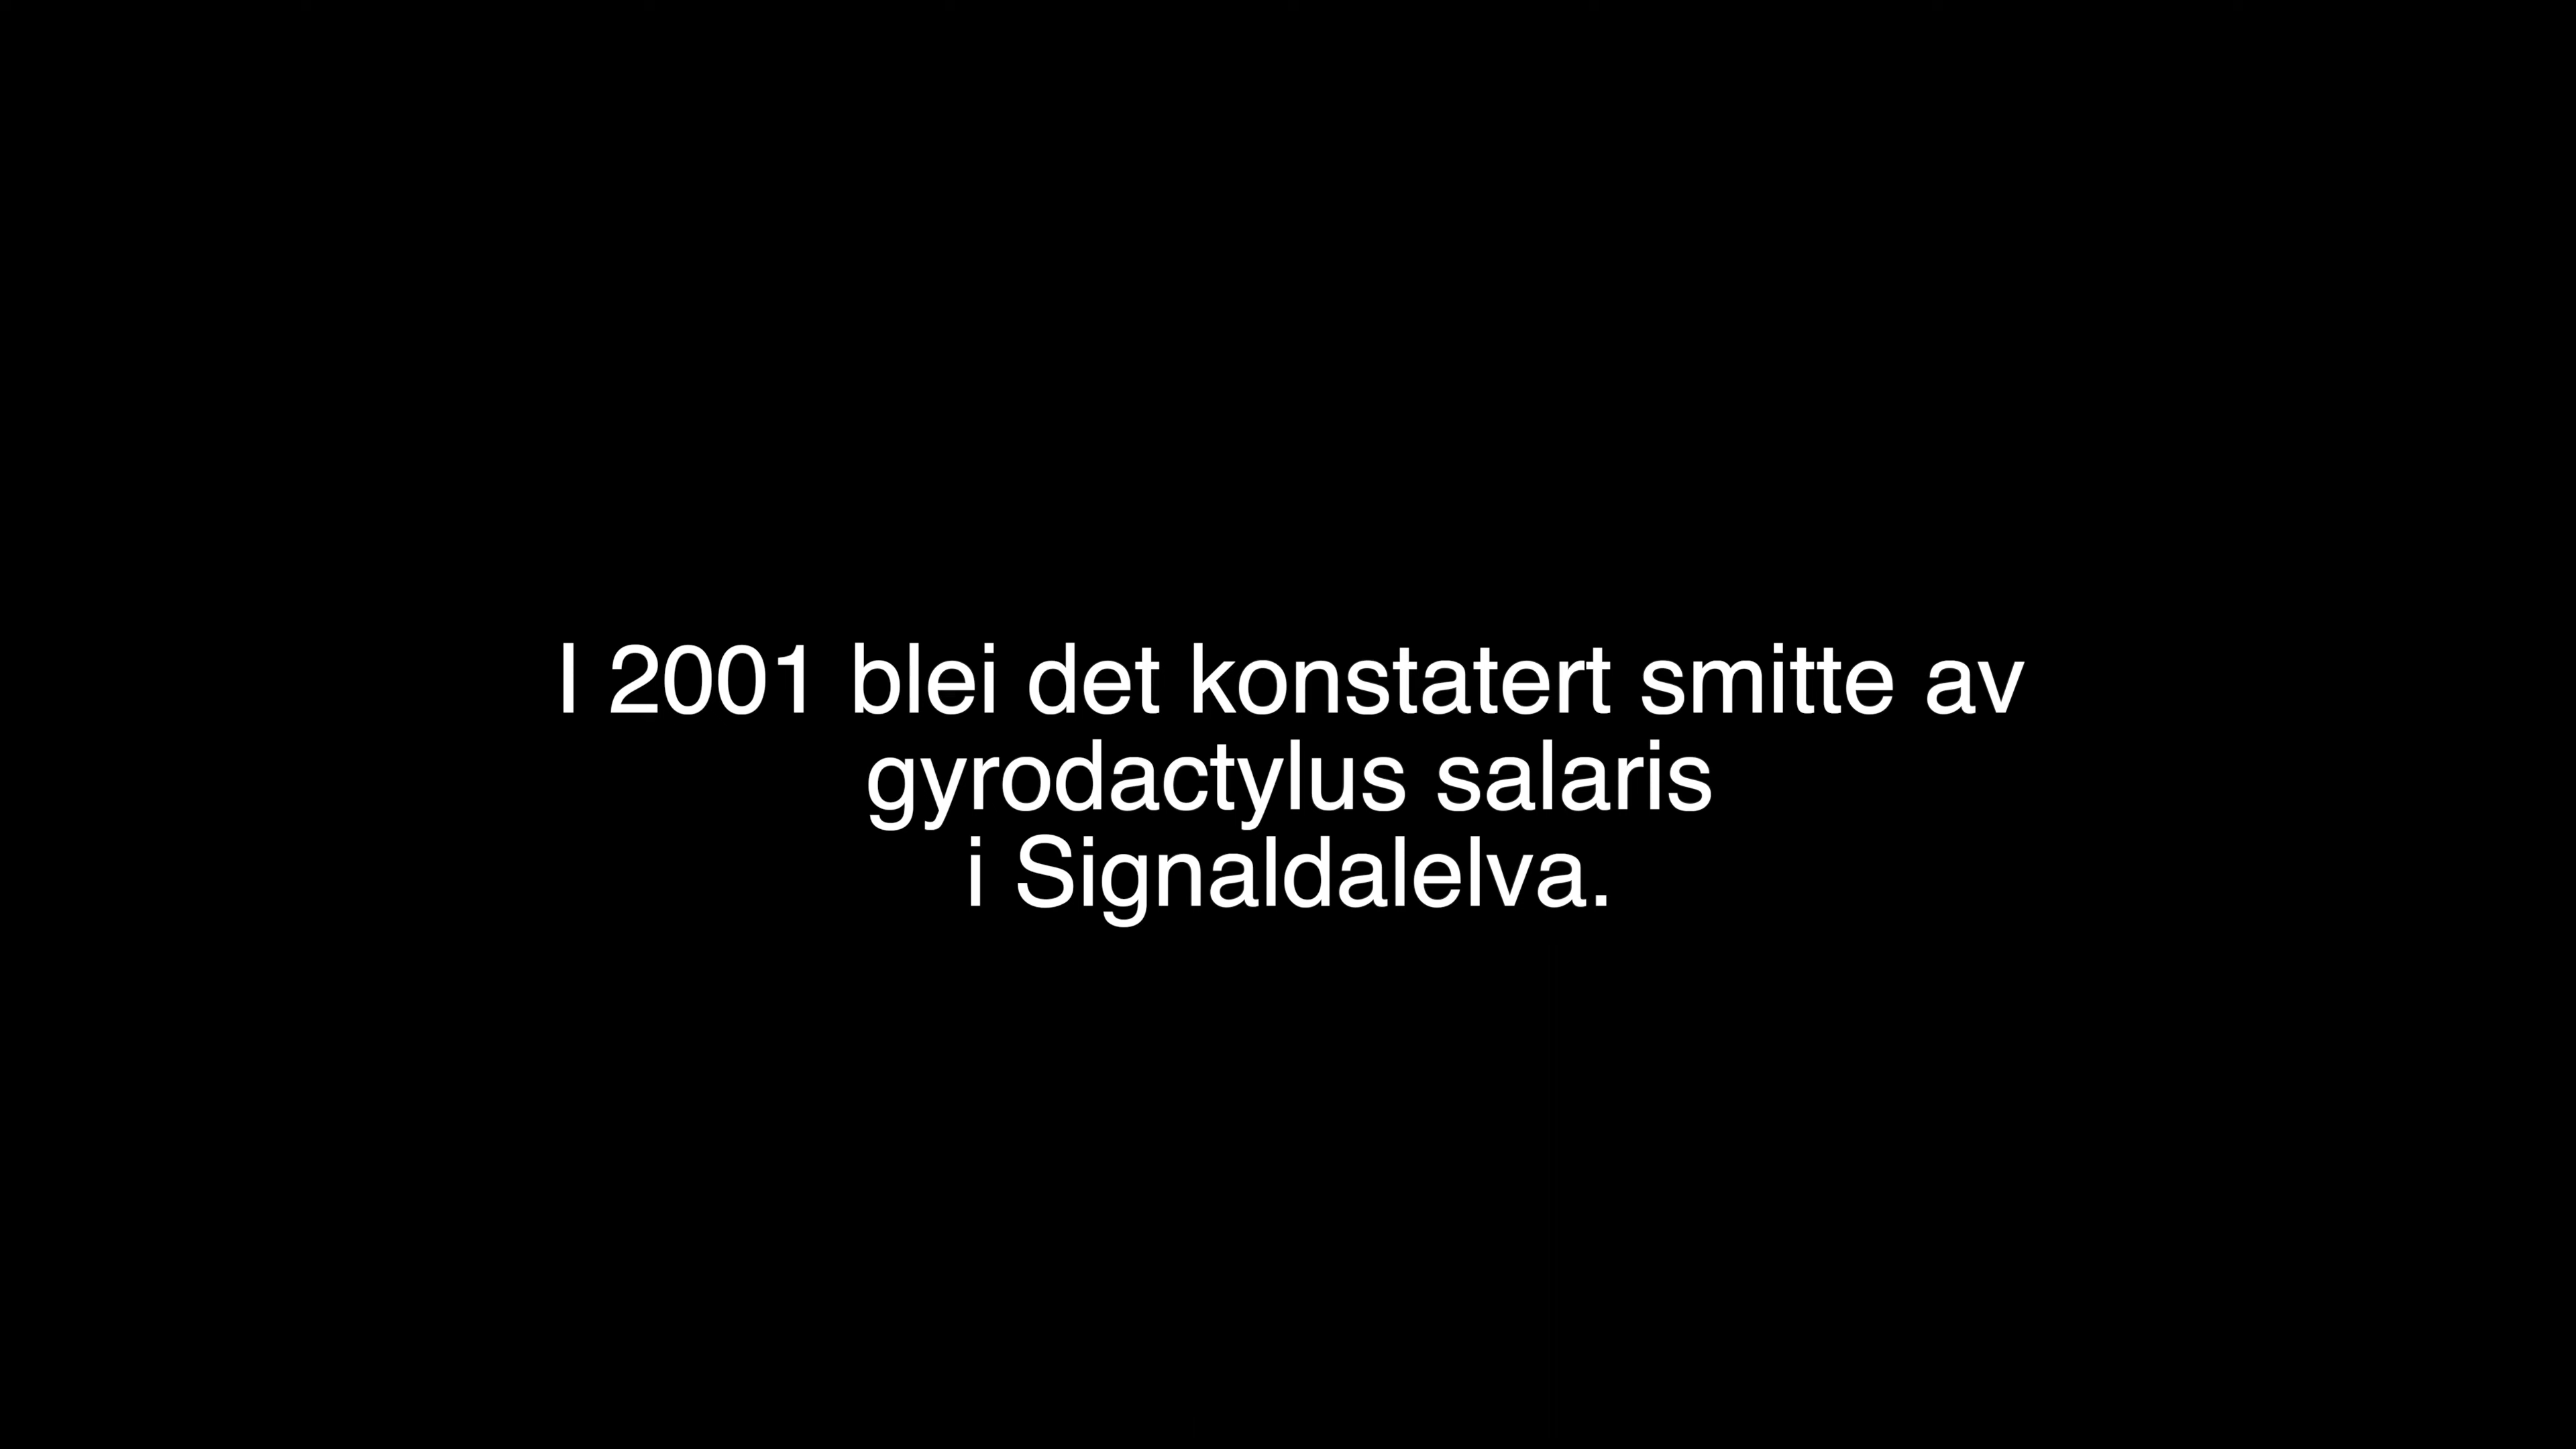 I 2001 blei det konstatert smitte av
gyrodactylus salaris
i Signaldalelva.